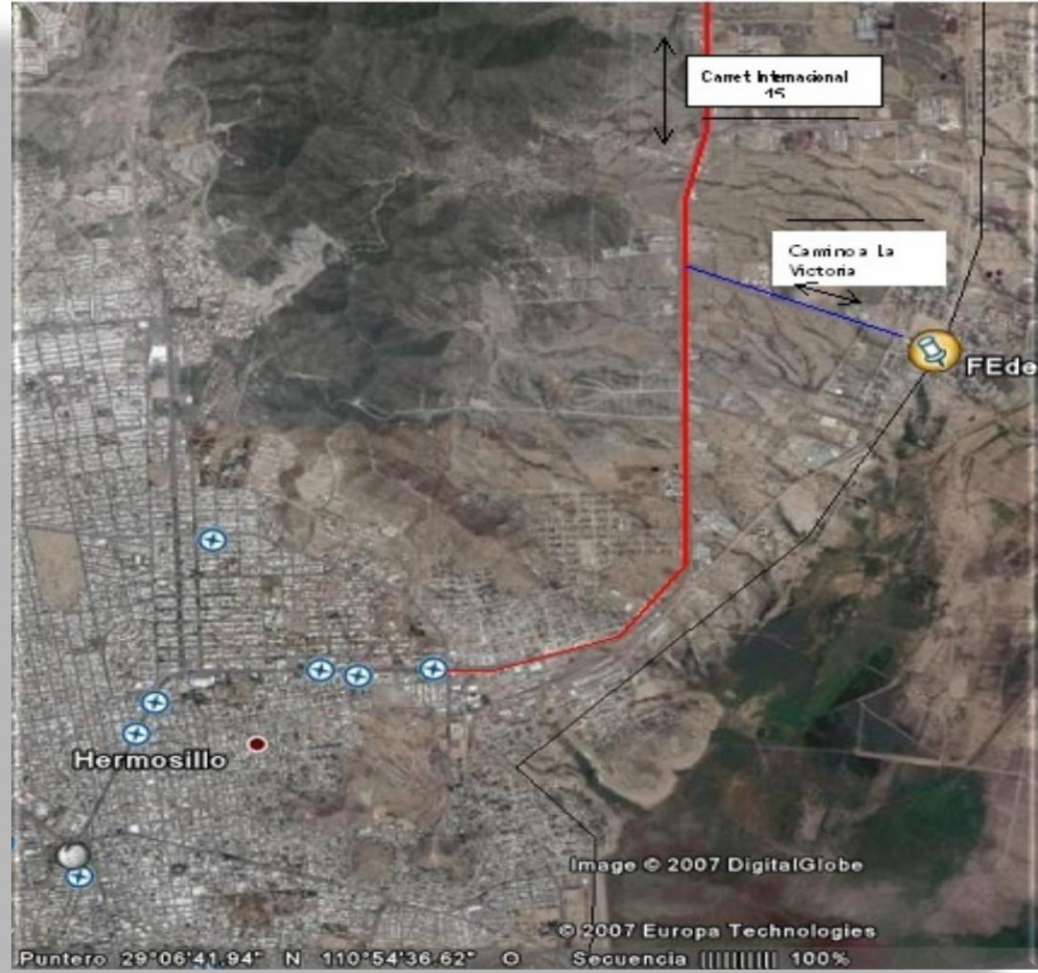 Carret Internacional
15
Camino a La
Victoria
FEde
Hermosillo
Image © 2007 DigitalGlobe
© 2007 Europa Technologies
Puntero 29°06'41.94" N 110°54'36.62" O Secuencia |||||||||| 100%